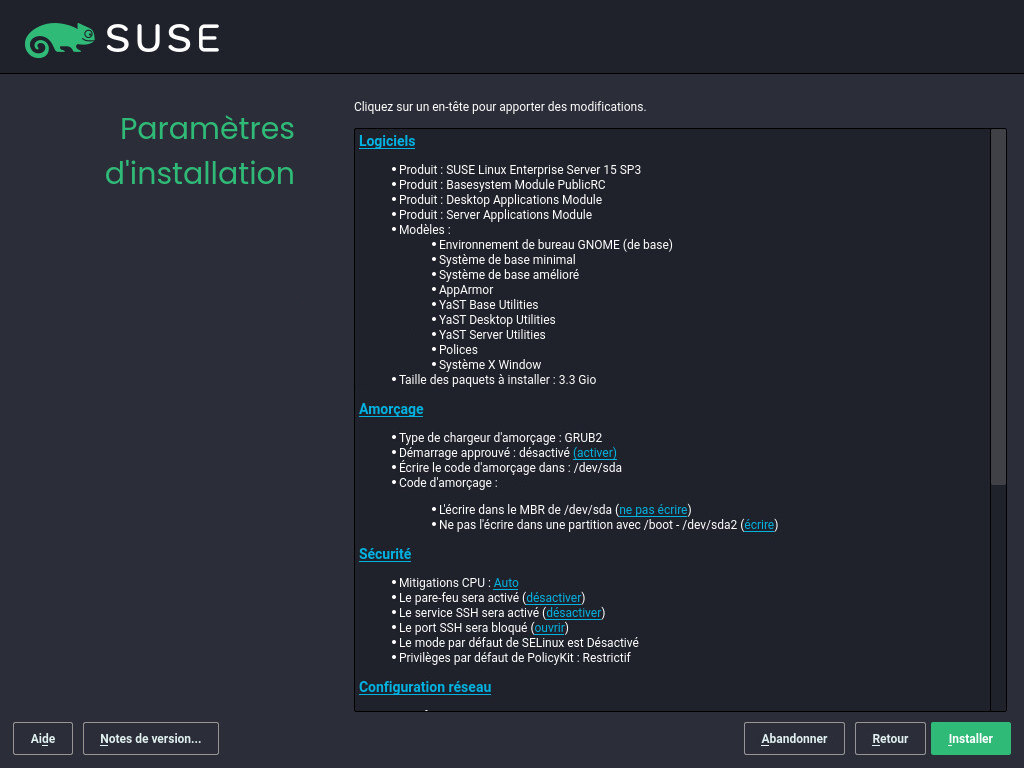 SUSE
Paramètres
d'installation
Cliquez sur un en-tête pour apporter des modifications.
Logiciels
• Produit : SUSE Linux Enterprise Server 15 SP3
• Produit : Basesystem Module PublicRC
• Produit : Desktop Applications Module
• Produit : Server Applications Module
• Modèles :
• Environnement de bureau GNOME (de base)
• Système de base minimal
• Système de base amélioré
• AppArmor
• YaST Base Utilities
• YaST Desktop Utilities
• YaST Server Utilities
• Polices
• Système X Window
• Taille des paquets à installer : 3.3 Gio
Amorçage
• Type de chargeur d'amorçage : GRUB2
• Démarrage approuvé : désactivé (activer)
• Écrire le code d'amorçage dans : /dev/sda
• Code d'amorçage :
• L'écrire dans le MBR de /dev/sda (ne pas écrire)
• Ne pas l'écrire dans une partition avec /boot - /dev/sda2 (écrire)
Sécurité
• Mitigations CPU : Auto
• Le pare-feu sera activé (désactiver)
• Le service SSH sera activé (désactiver)
• Le port SSH sera bloqué (ouvrir)
• Le mode par défaut de SELinux est Désactivé
• Privilèges par défaut de PolicyKit : Restrictif
Configuration réseau
Aide
Notes de version...
Abandonner
Retour
Installer